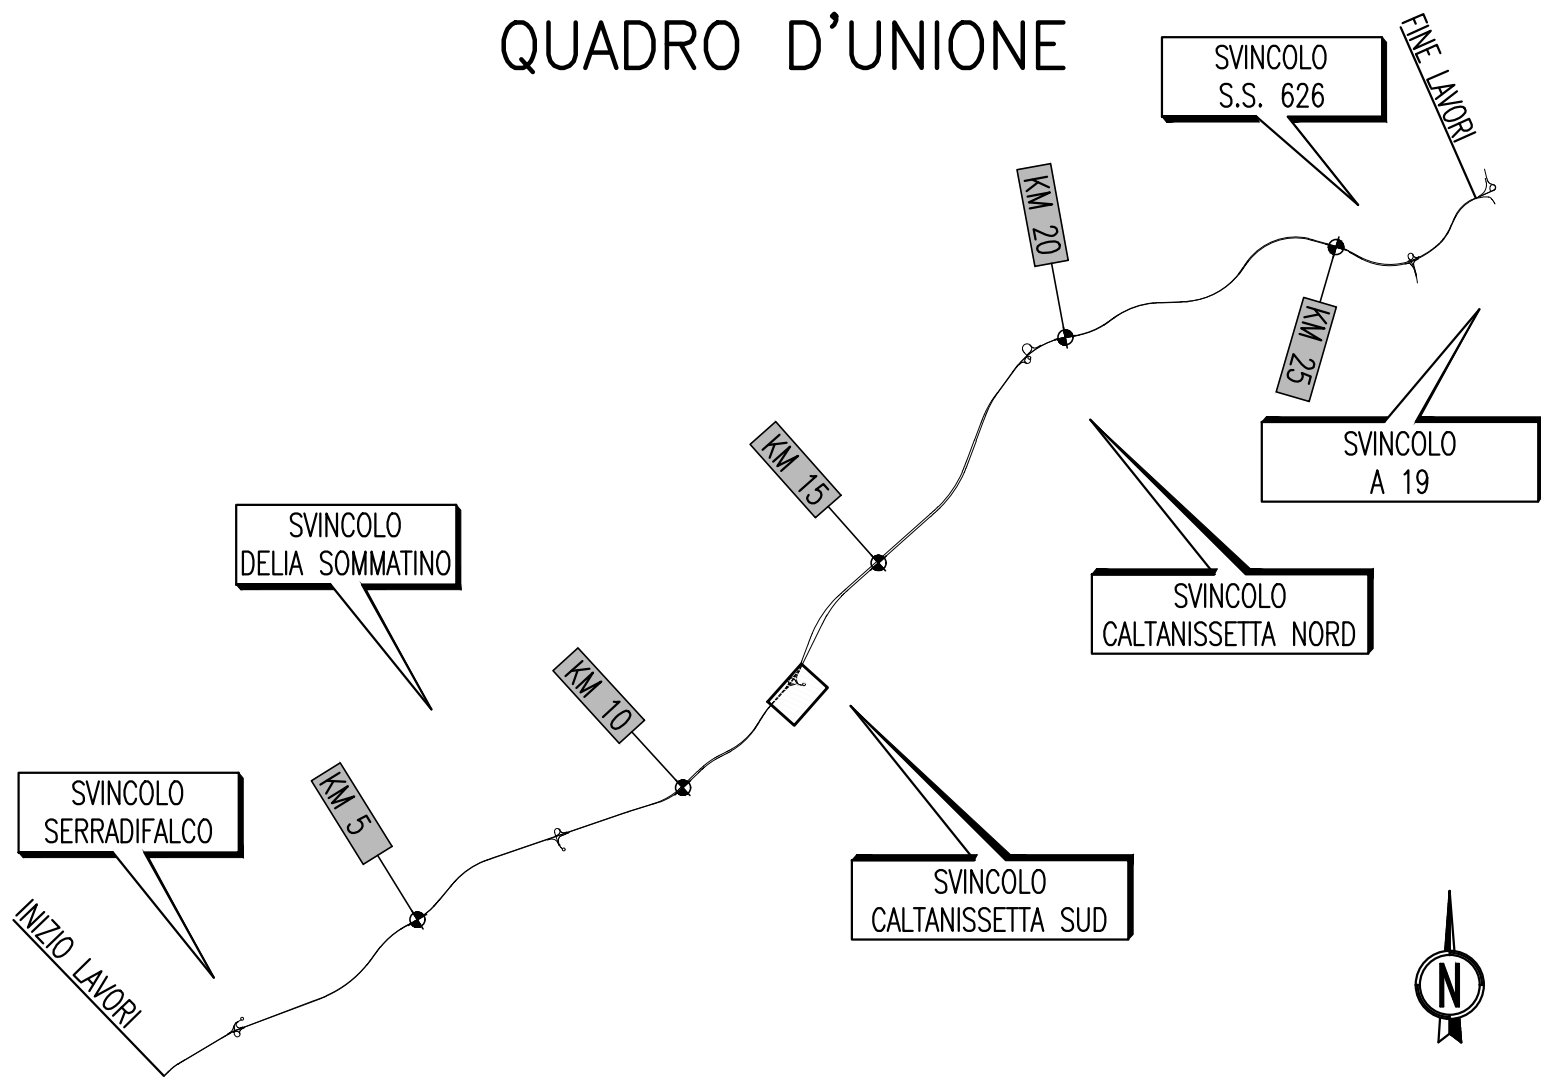 QUADRO D'UNIONE
SVINCOLO
S.S. 626
FINE LAVORI
KM 20
KM 25
SVINCOLO
A 19
KM 15
SVINCOLO
DELIA SOMMATINO
SVINCOLO
CALTANISSETTA NORD
KM 10
KM 5
SVINCOLO
SERRADIFALCO
SVINCOLO
CALTANISSETTA SUD
INIZIO LAVORI
N